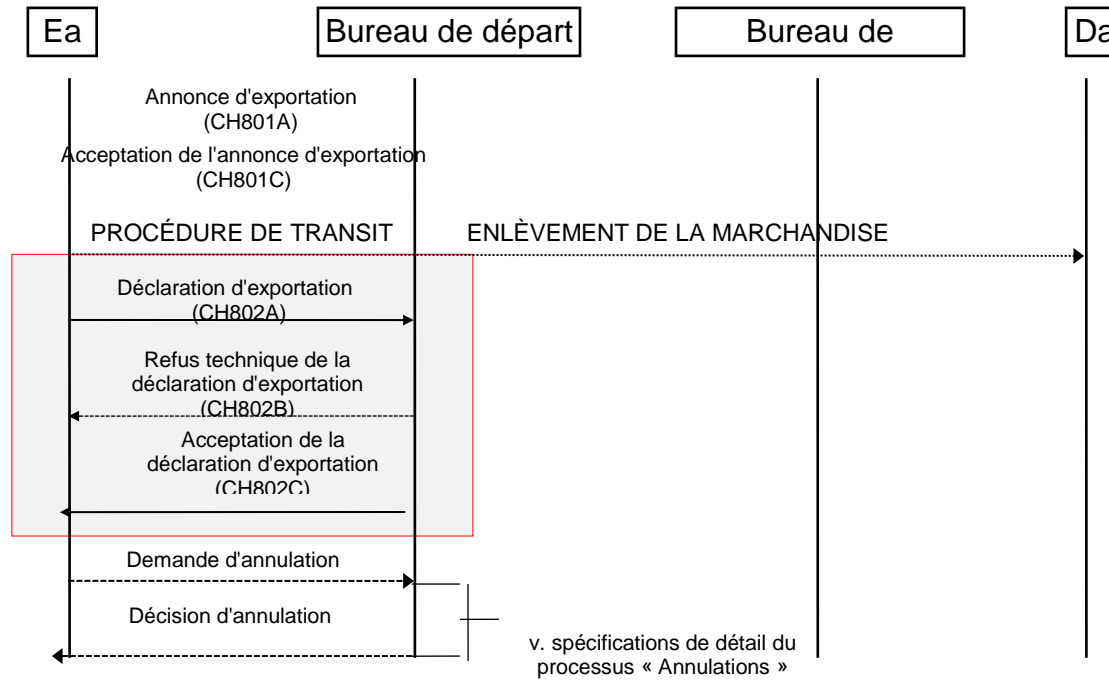 Ea
Bureau de départ
Bureau de
Da
Annonce d'exportation
(CH801A)
Acceptation de l'annonce d'exportation
(CH801C)
PROCÉDURE DE TRANSIT
ENLÈVEMENT DE LA MARCHANDISE
Déclaration d'exportation
(CH802A)
Refus technique de la
déclaration d'exportation
(CH802B)
Acceptation de la
déclaration d'exportation
(CH802C)
Demande d'annulation
Décision d'annulation
v. spécifications de détail du
processus « Annulations »